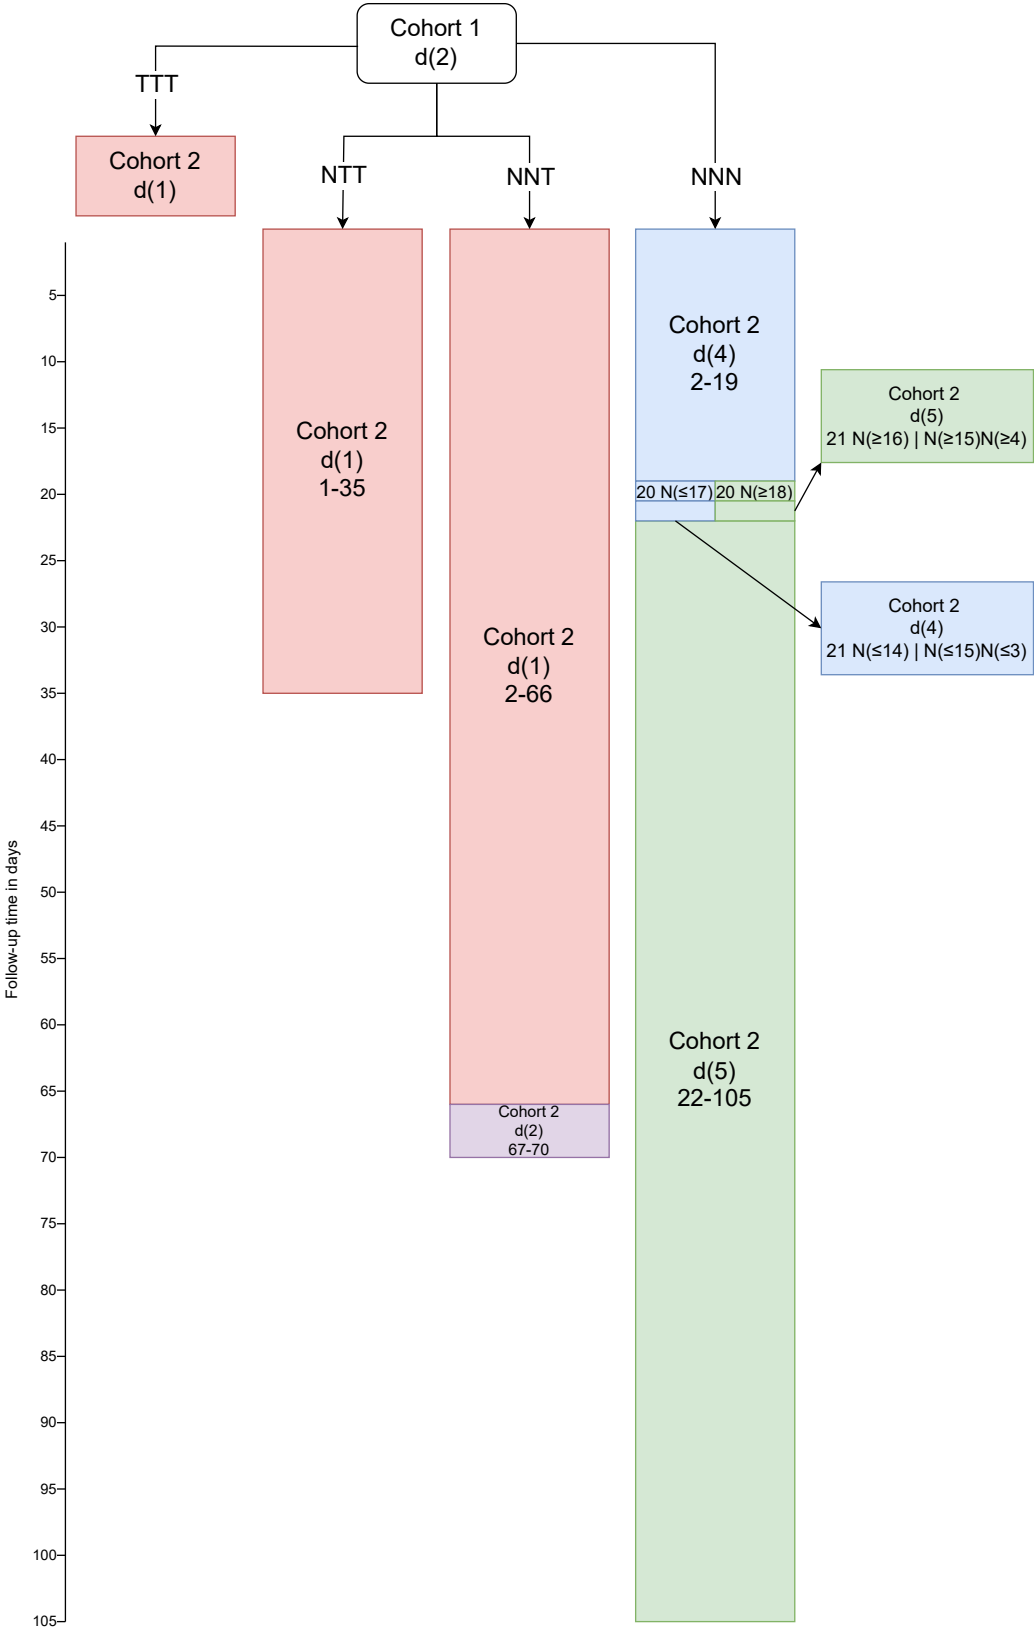 Cohort 1
d(2)
TTT
Cohort 2
d(1)
NTT
NNT
NNN
Cohort 2
d(1)
1-35
Cohort 2
d(1)
2-66
Cohort 2
d(2)
67-70
Cohort 2
d(4)
2-19
20 N(≤17)
20 N(≥18)
Cohort 2
d(5)
22-105
Cohort 2
d(5)
21 N(≥16) | N(≥15)N(≥4)
Cohort 2
d(4)
21 N(≤14) | N(≤15)N(≤3)
Follow-up time in days
5
10
15
20
25
30
35
40
45
50
55
60
65
70
75
80
85
90
95
100
105